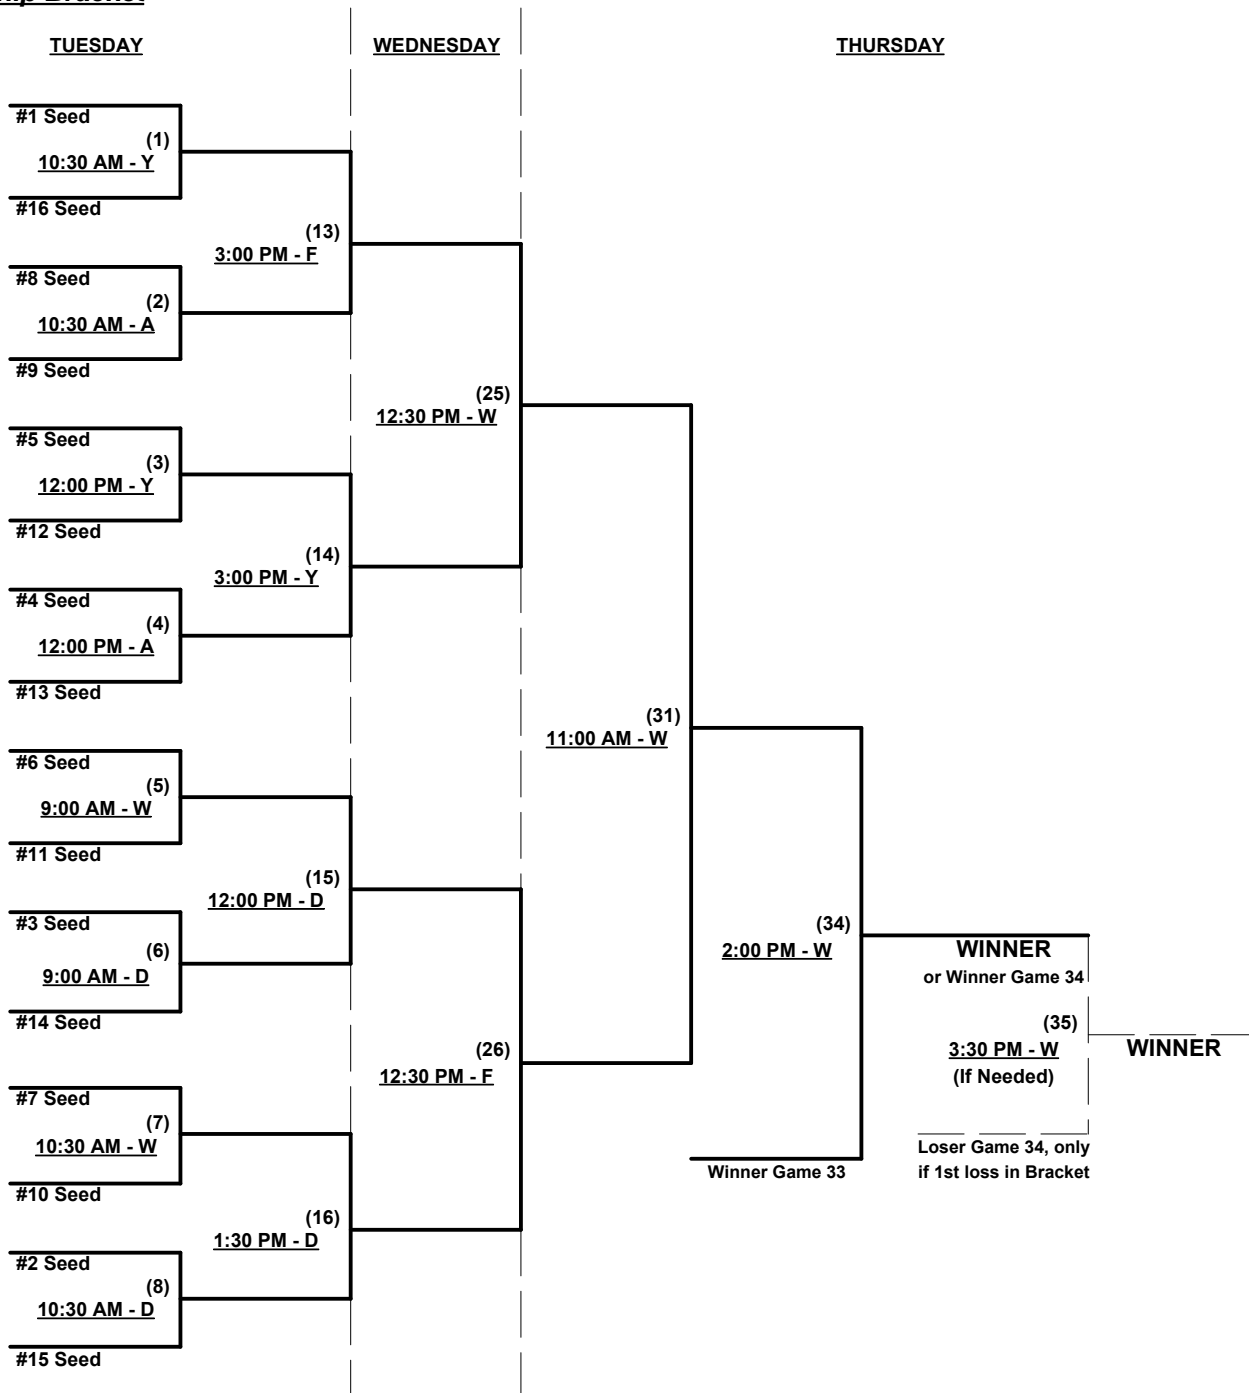 Bracket
TUESDAY
WEDNESDAY
THURSDAY
#1 Seed
(1)
10:30 AM - Y
#16 Seed
(13)
3:00 PM - F
#8 Seed
(2)
10:30 AM - A
#9 Seed
(25)
12:30 PM - W
#5 Seed
(3)
12:00 PM - Y
#12 Seed
(14)
3:00 PM - Y
#4 Seed
(4)
12:00 PM - A
#13 Seed
(31)
11:00 AM - W
#6 Seed
(5)
9:00 AM - W
#11 Seed
(15)
12:00 PM - D
#3 Seed
(6)
9:00 AM - D
#14 Seed
(34)
2:00 PM - W
WINNER
or Winner Game 34
(35)
3:30 PM - W
(If Needed)
WINNER
(26)
12:30 PM - F
#7 Seed
(7)
10:30 AM - W
#10 Seed
Winner Game 33
Loser Game 34, only
if 1st loss in Bracket
(16)
1:30 PM - D
#2 Seed
(8)
10:30 AM - D
#15 Seed